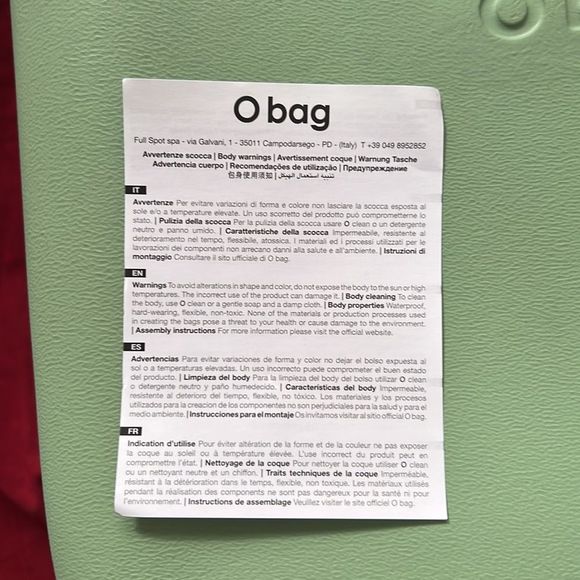 O
O bag
Full Spot spa - via Galvani, 1 - 35011 Campodarsego - PD - (Italy) T +39 049 8952852
Avvertenze scocca | Body warnings | Avertissement coque | Warnung Tasche
Advertencia cuerpo | Recomendações de utilização | Предупреждение
包身使用须知 | تنبيه استعمال الهيكل
IT
Avvertenze Per evitare variazioni di forma e colore non lasciare la scocca esposta al
sole e/o a temperature elevate. Un uso scorretto del prodotto può comprometterne lo
stato. | Pulizia della scocca Per la pulizia della scocca usare O clean o un detergente
neutro e panno umido. | Caratteristiche della scocca Impermeabile, resistente al
deterioramento nel tempo, flessibile, atossica. I materiali ed i processi utilizzati per le
lavorazioni dei componenti non arrecano danni alla salute e all'ambiente. | Istruzioni di
montaggio Consultare il sito ufficiale di O bag.
EN
Warnings To avoid alterations in shape and color, do not expose the body to the sun or high
temperatures. The incorrect use of the product can damage it. | Body cleaning To clean
the body, use O clean or a gentle soap and a damp cloth. | Body properties Waterproof,
hard-wearing, flexible, non-toxic. None of the materials or production processes used
in creating the bags pose a threat to your health or cause damage to the environment.
| Assembly instructions For more information please visit the official website.
ES
Advertencias Para evitar variaciones de forma y color no dejar el bolso expuesto al
sol o a temperaturas elevadas. Un uso incorrecto puede comprometer el buen estado
del producto. | Limpieza del body Para la limpieza del body del bolso utilizar O clean
o detergente neutro y paño humedecido. | Características del body Impermeable,
resistente al deterioro del tiempo, flexible, no tóxico. Los materiales y los procesos
utilizados para la creacion de los componentes no son perjudiciales para la salud y para el
medio ambiente. | Instrucciones para el montaje Os invitamos visitar al sitio official O bag.
FR
Indication d'utilise Pour éviter altération de la forme et de la couleur ne pas exposer
la coque au soleil ou à température élevée. L'use incorrect du produit peut en
compromettre l'état. | Nettoyage de la coque Pour nettoyer la coque utiliser O clean
ou un nettoyant neutre et un chiffon. | Traits techniques de la coque Imperméable,
résistant à la détérioration dans le temps, flexible, non toxique. Les matériaux utilisés
pendant la réalisation des componente ne sont pas dangereux pour la santé ni pour
l'environnement. | Instructions de assemblage Veuillez visiter le site officiel O bag.